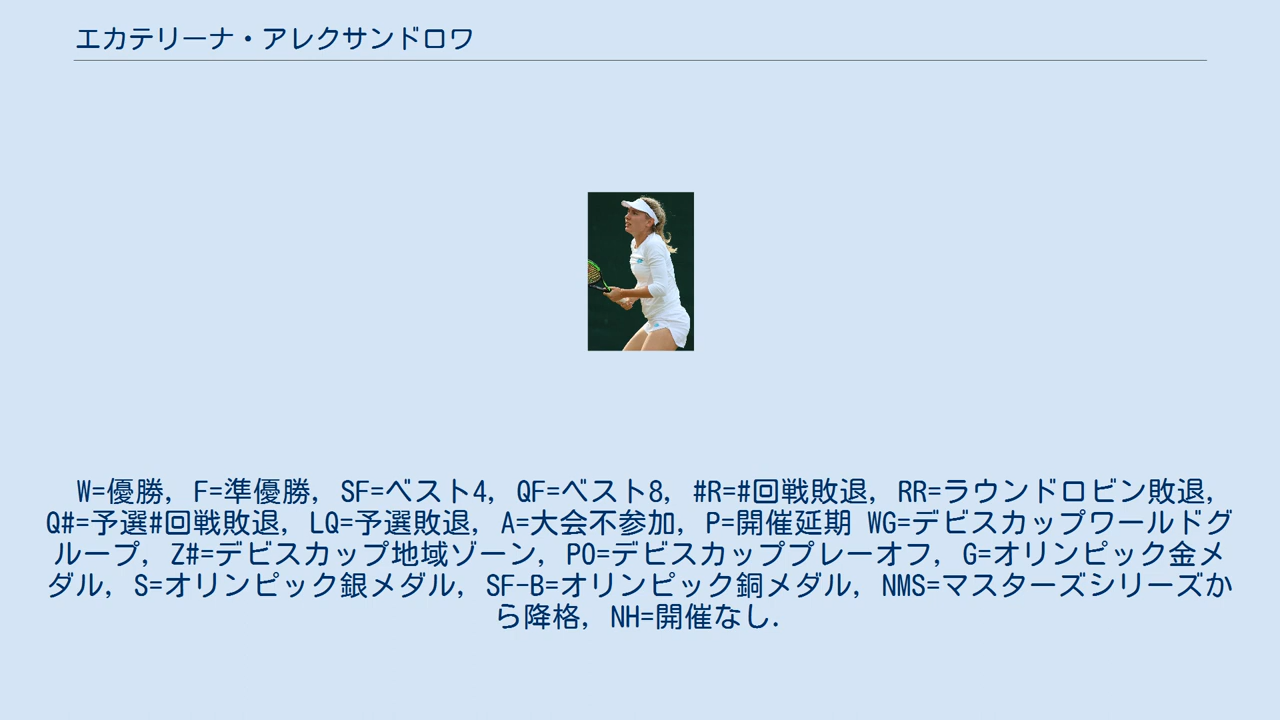 エカテリーナ・アレクサンドロワ
W=優勝, F=準優勝, SF=ベスト4, QF=ベスト8, #R=#回戦敗退, RR=ラウンドロビン敗退,
Q#=予選#回戦敗退, LQ=予選敗退, A=大会不参加, P=開催延期 WG=デビスカップワールドグ
ループ, Z#=デビスカップ地域ゾーン, PO=デビスカッププレーオフ, G=オリンピック金メ
ダル, S=オリンピック銀メダル, SF-B=オリンピック銅メダル, NMS=マスターズシリーズか
ら降格, NH=開催なし.